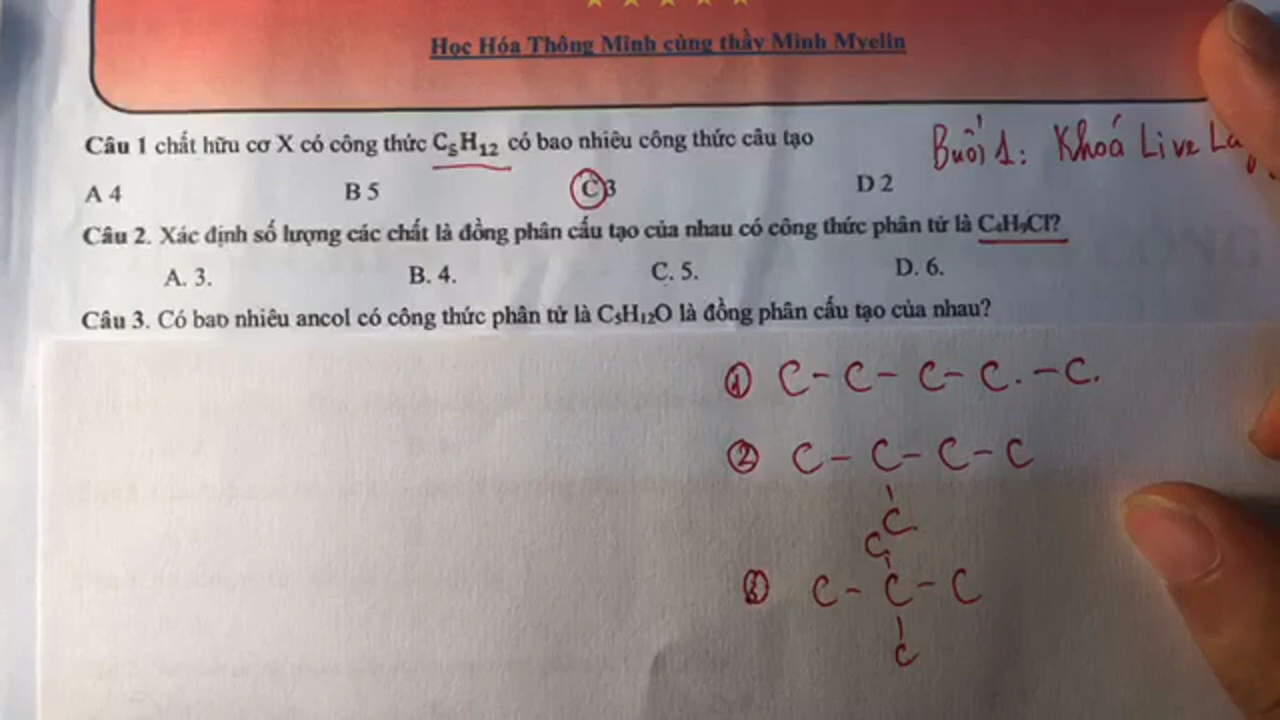 Học Hóa Thông Minh cùng thầy Minh Myelin
Câu 1 chất hữu cơ X có công thức C₅H₁₂ có bao nhiêu công thức câu tạo
Buổi 1: Khoá Live
A 4 B 5 C 3 D 2
Câu 2. Xác định số lượng các chất là đồng phân cấu tạo của nhau có công thức phân tử là C₄H₉Cl?
A. 3. B. 4. C. 5. D. 6.
Câu 3. Có bao nhiêu ancol có công thức phân tử là C₅H₁₂O là đồng phân cấu tạo của nhau?
① C - C - C - C. - C.
② C - C - C - C
C
C
③ C - C - C
C